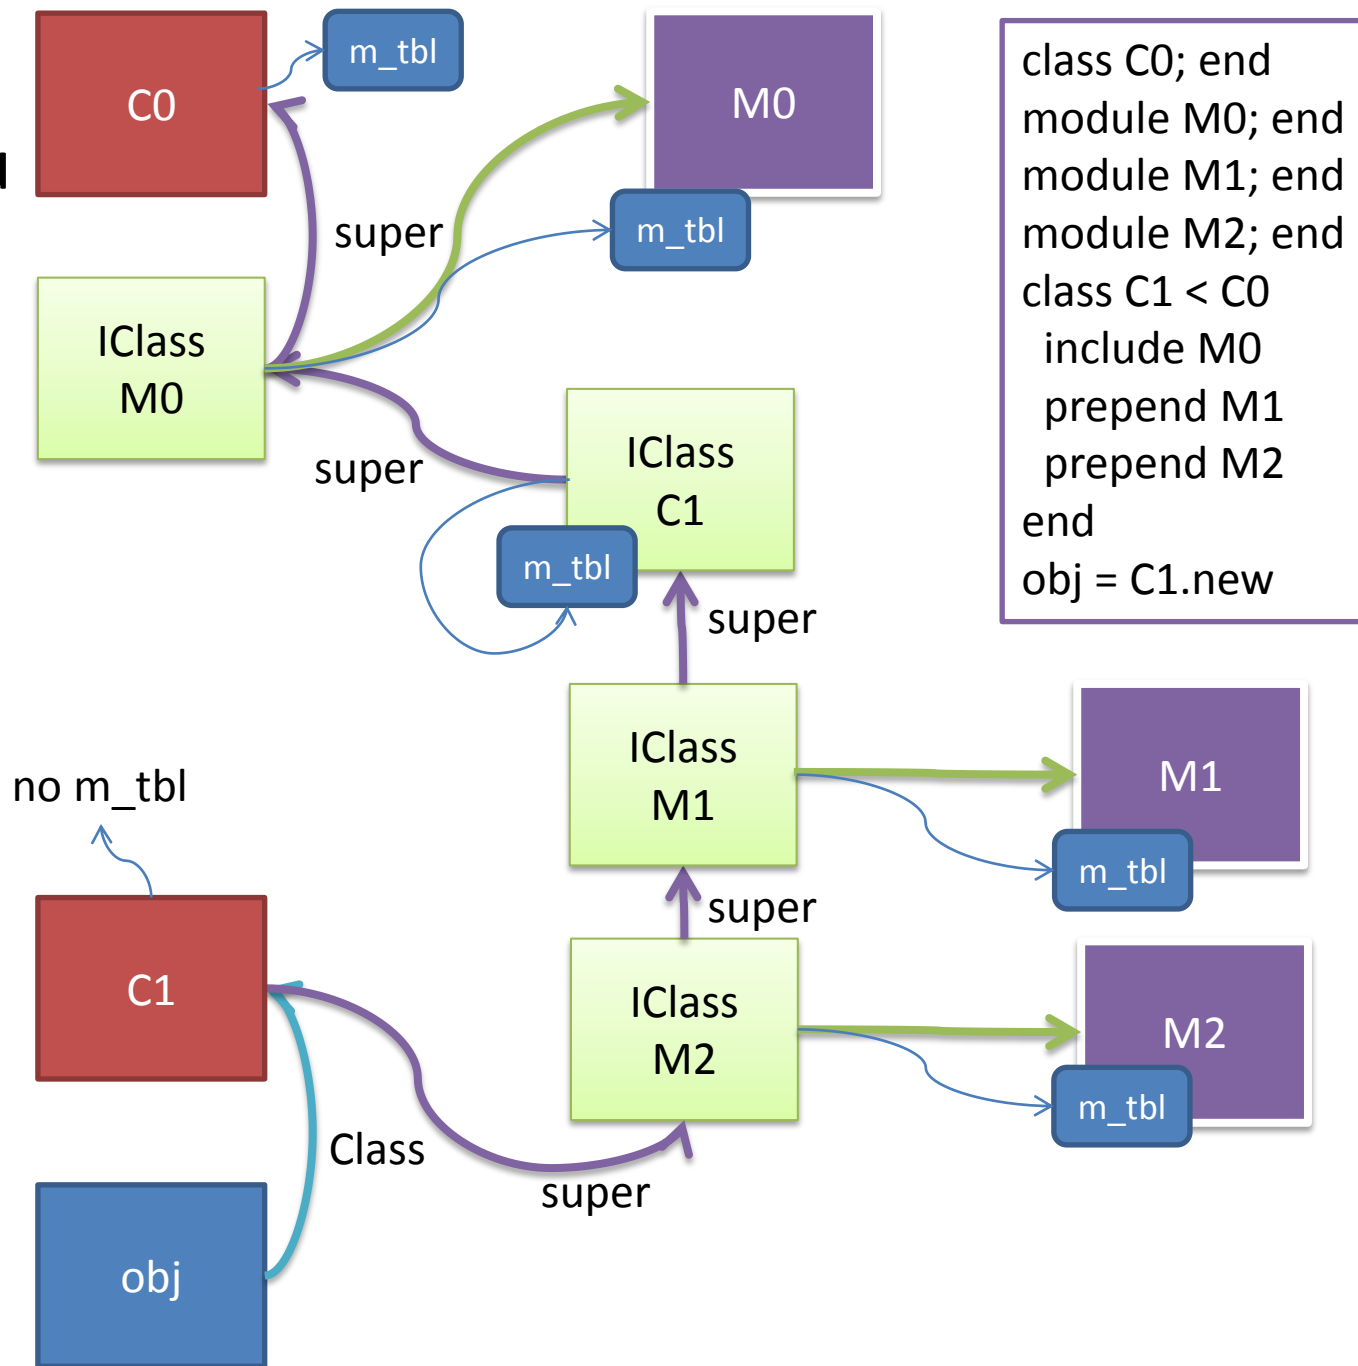 C0
m_tbl
M0
super
m_tbl
IClass
M0
super
IClass
C1
m_tbl
super
class C0; end
module M0; end
module M1; end
module M2; end
class C1 < C0
include M0
prepend M1
prepend M2
end
obj = C1.new
IClass
M1
M1
m_tbl
no m_tbl
super
C1
IClass
M2
M2
m_tbl
Class
super
obj